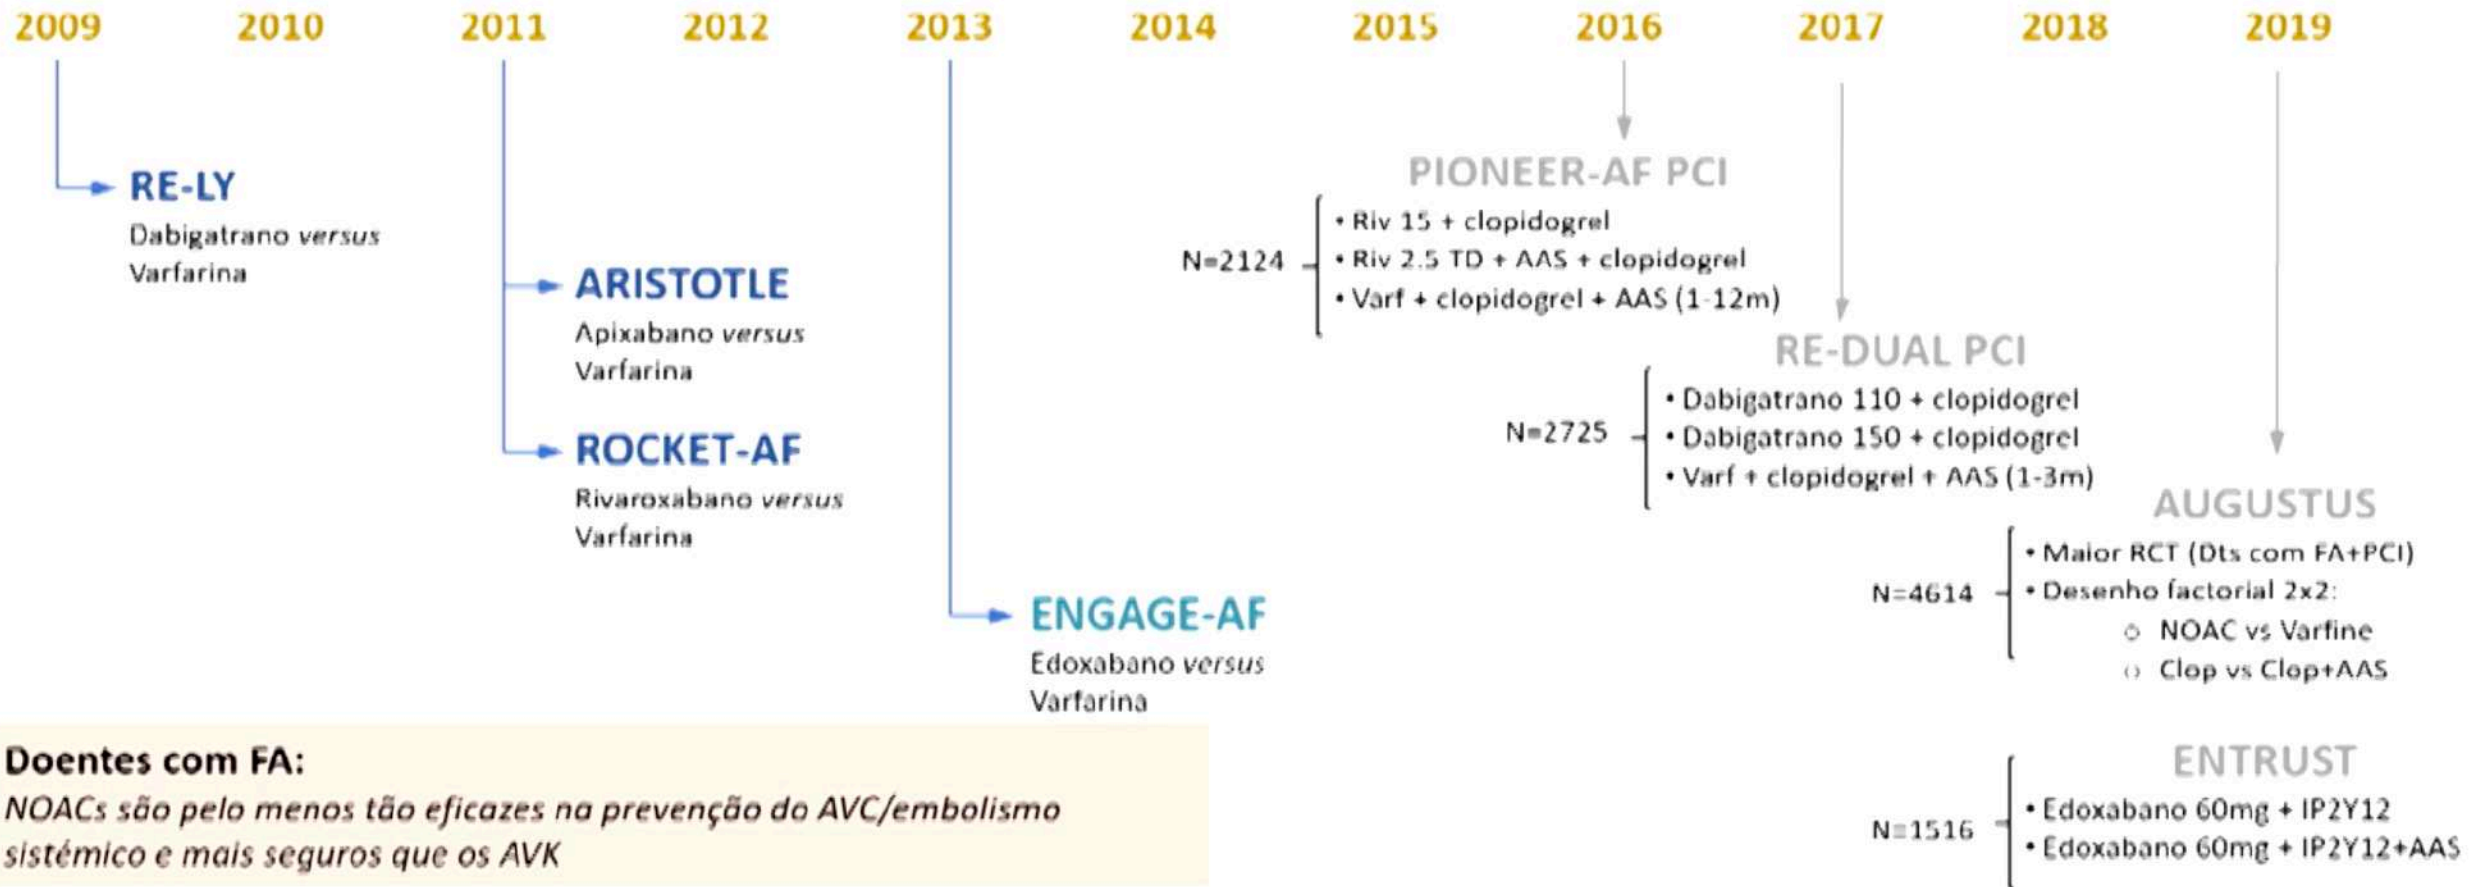 2009 2010 2011 2012 2013 2014 2015 2016 2017 2018 2019
RE-LY
Dabigatrano versus
Varfarina
ARISTOTLE
Apixabano versus
Varfarina
ROCKET-AF
Rivaroxabano versus
Varfarina
ENGAGE-AF
Edoxabano versus
Varfarina
PIONEER-AF PCI
N=2124
• Riv 15 + clopidogrel
• Riv 2.5 TD + AAS + clopidogrel
• Varf + clopidogrel + AAS (1-12m)
RE-DUAL PCI
N=2725
• Dabigatrano 110 + clopidogrel
• Dabigatrano 150 + clopidogrel
• Varf + clopidogrel + AAS (1-3m)
AUGUSTUS
N=4614
• Maior RCT (Dts com FA+PCI)
• Desenho factorial 2x2:
○ NOAC vs Varfine
○ Clop vs Clop+AAS
ENTRUST
N=1516
• Edoxabano 60mg + IP2Y12
• Edoxabano 60mg + IP2Y12+AAS
Doentes com FA:
NOACs são pelo menos tão eficazes na prevenção do AVC/embolismo
sistémico e mais seguros que os AVK